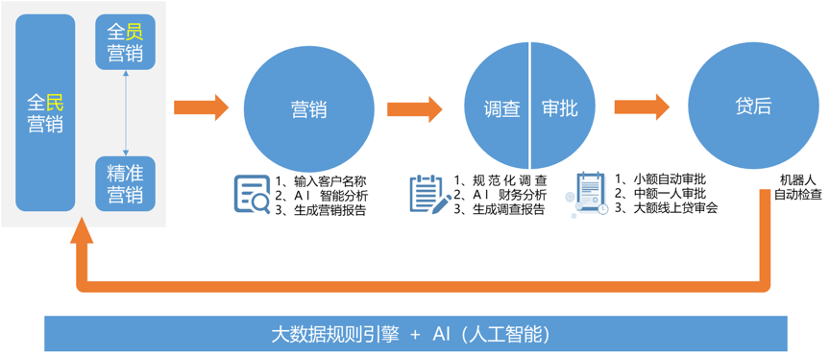 全民
营销
全员
营销
精准
营销
营销
1、输入客户名称
2、AI 智能分析
3、生成营销报告
调查
审批
1、规范化调查
2、AI 财务分析
3、生成调查报告
1、小额自动审批
2、中额一人审批
3、大额线上贷审会
贷后
机器人
自动检查
大数据规则引擎 + AI（人工智能）